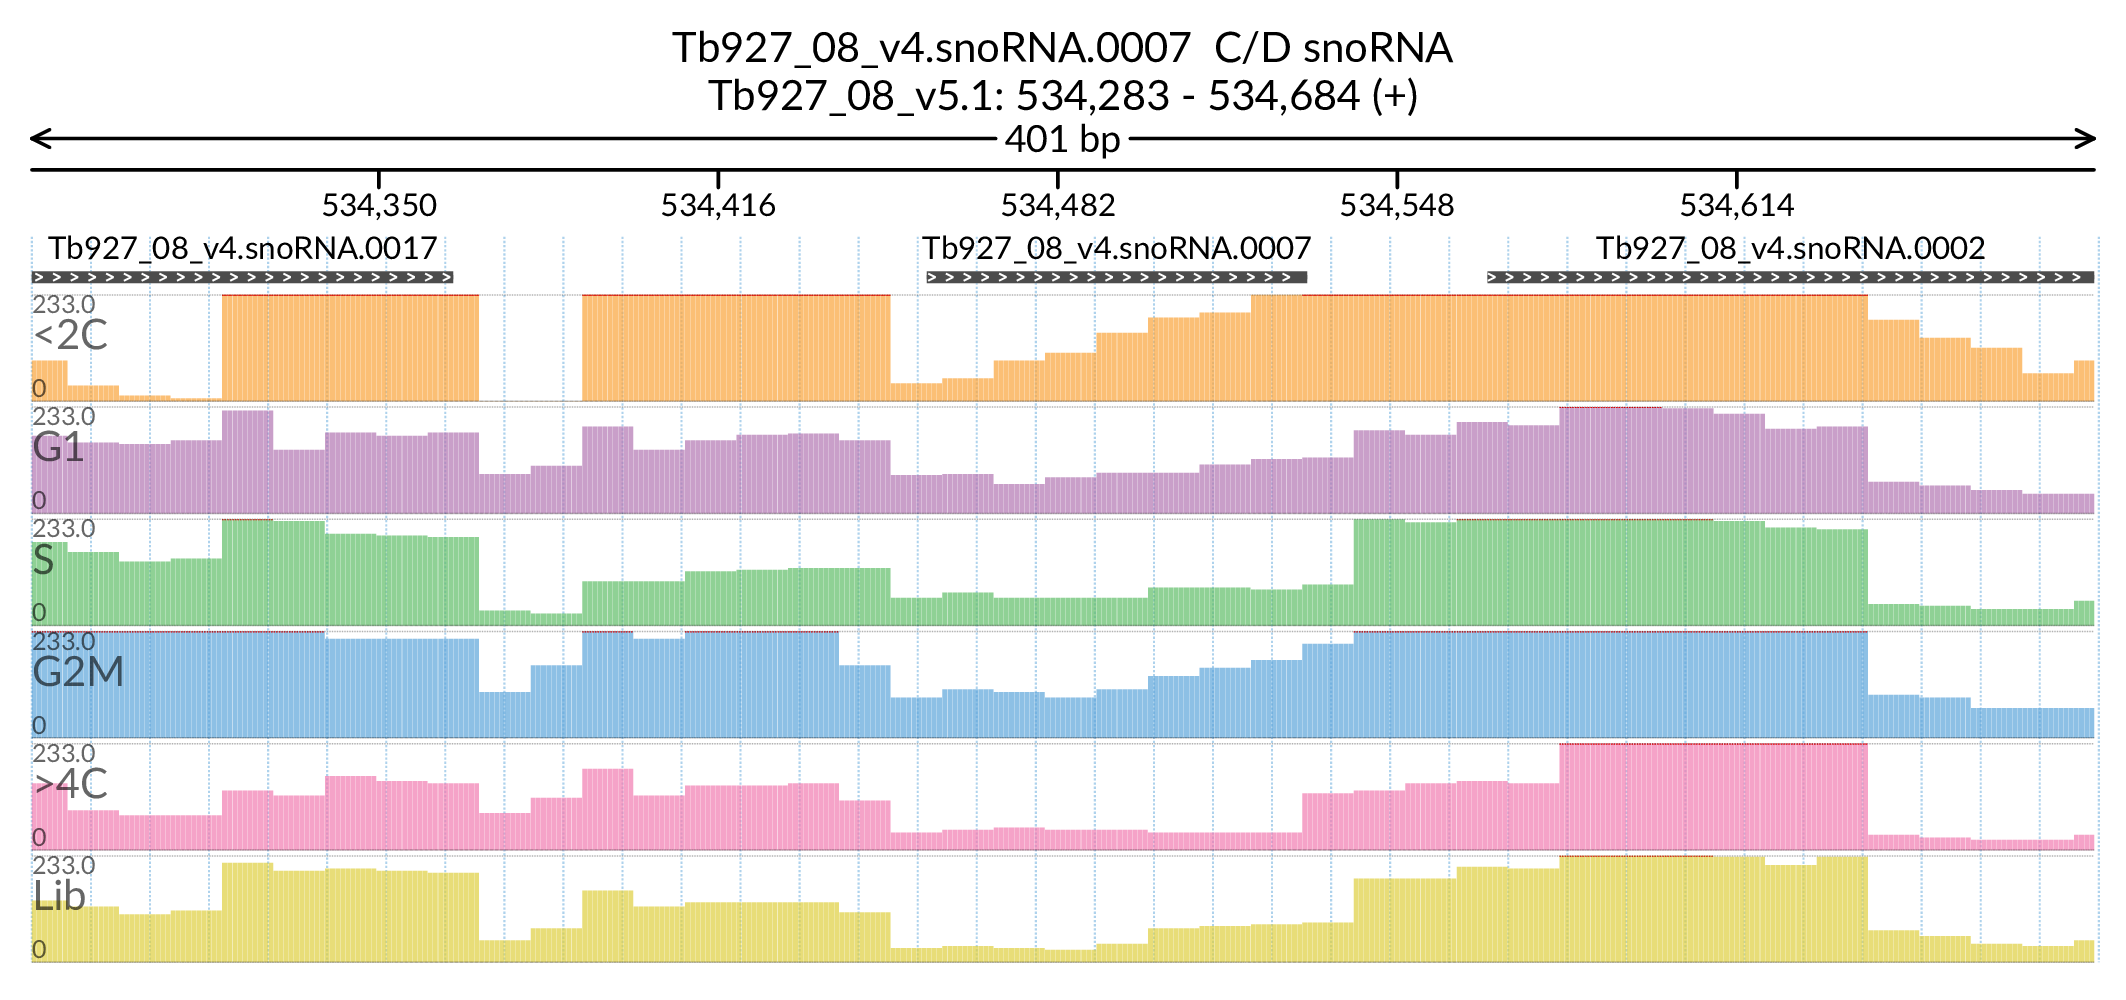 Tb927_08_v4.snoRNA.0007  C/D snoRNA
Tb927_08_v5.1: 534,283 - 534,684 (+)
401 bp
534,350 534,416 534,482 534,548 534,614
Tb927_08_v4.snoRNA.0017 Tb927_08_v4.snoRNA.0007 Tb927_08_v4.snoRNA.0002
233.0
<2C
0
233.0
G1
0
233.0
S
0
233.0
G2M
0
233.0
>4C
0
233.0
Lib
0